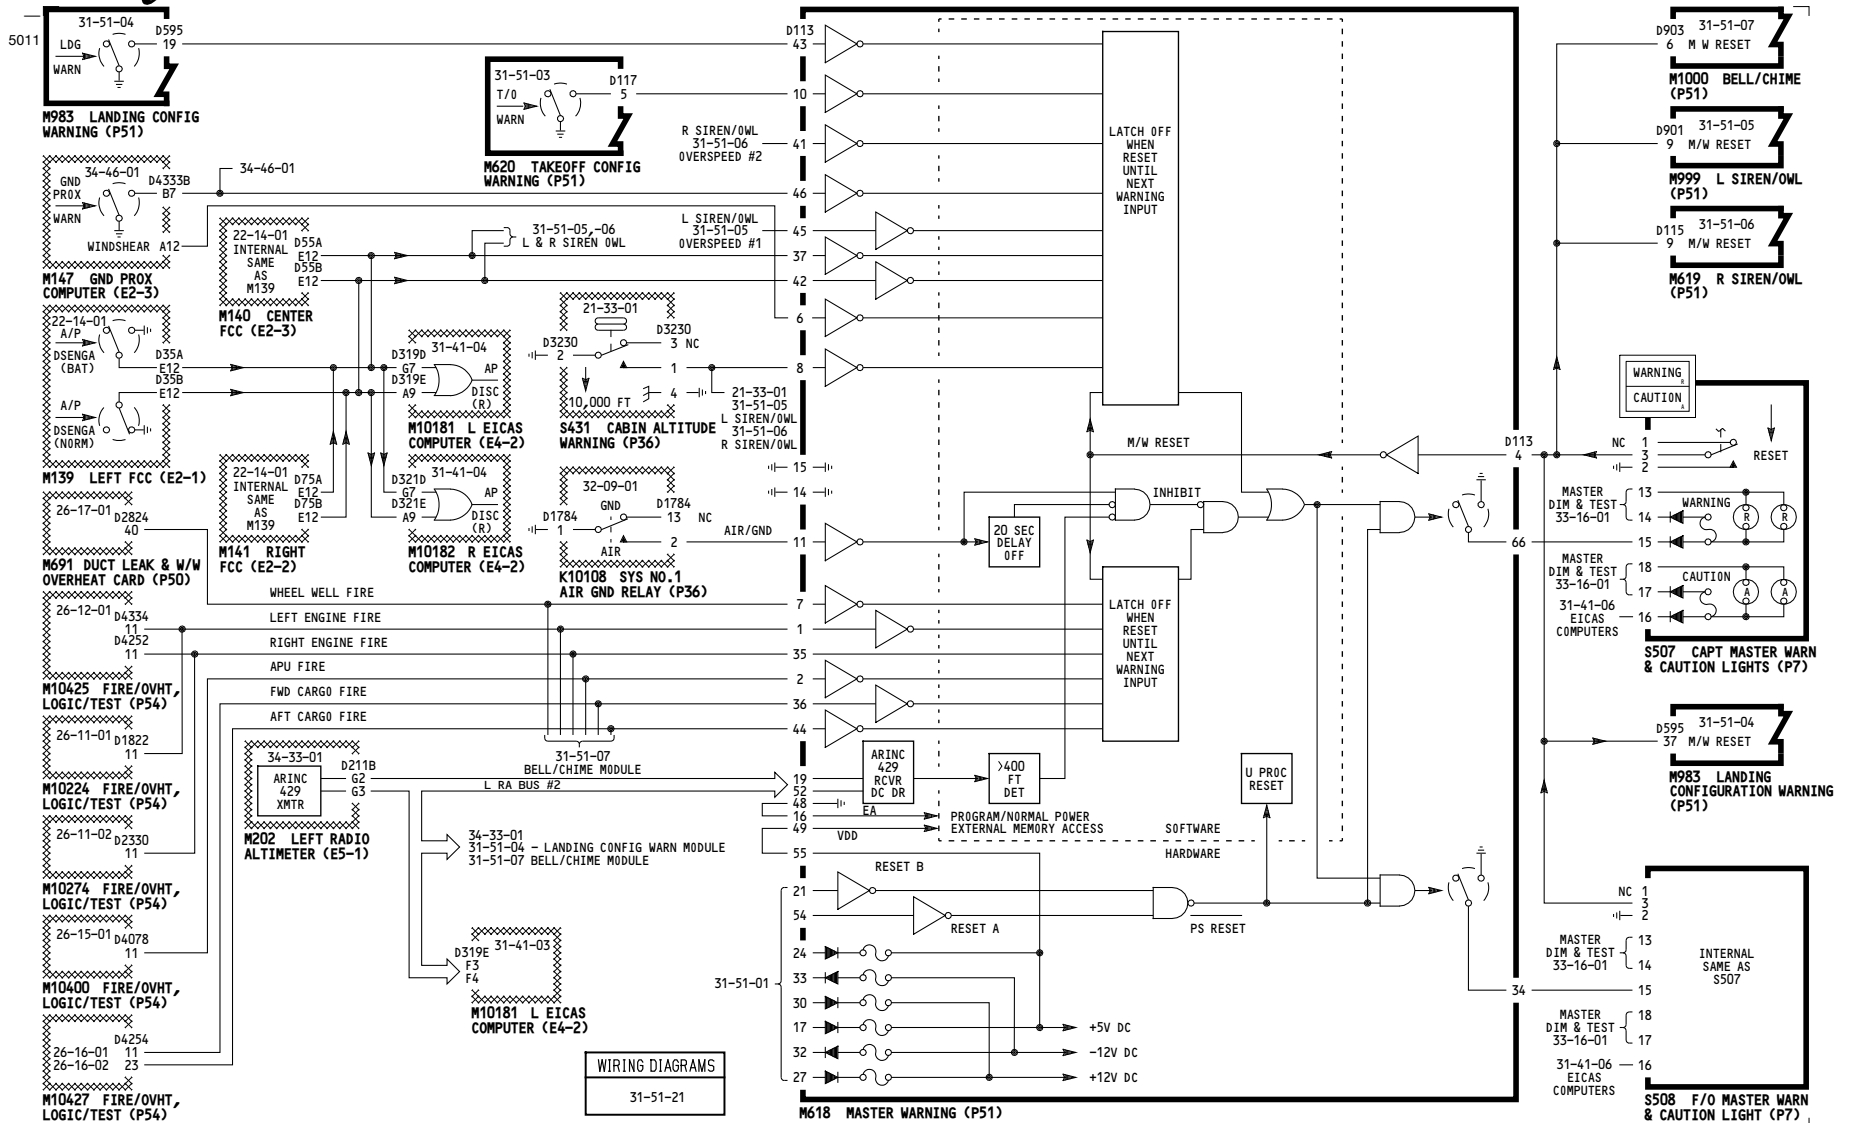 5011
31-51-04
LDG
WARN
D595
19
M983 LANDING CONFIG
WARNING (P51)
31-51-03
T/O
WARN
D117
5
M620 TAKEOFF CONFIG
WARNING (P51)
34-46-01
GND
PROX
WARN
D4333B
B7
WINDSHEAR A12
M147 GND PROX
COMPUTER (E2-3)
34-46-01
22-14-01
INTERNAL
SAME
AS
M139
D55A
E12
D55B
E12
M140 CENTER
FCC (E2-3)
31-51-05,-06
L & R SIREN OWL
R SIREN/OWL
31-51-06
OVERSPEED #2
L SIREN/OWL
31-51-05
OVERSPEED #1
22-14-01
A/P
DSENGA
(BAT)
D35A
E12
D35B
E12
A/P
DSENGA
(NORM)
M139 LEFT FCC (E2-1)
22-14-01
INTERNAL
SAME
AS
M139
D75A
E12
D75B
E12
M141 RIGHT
FCC (E2-2)
D319D
G7
D319E
A9
31-41-04
AP
DISC
(R)
M10181 L EICAS
COMPUTER (E4-2)
D321D
G7
D321E
A9
31-41-04
AP
DISC
(R)
M10182 R EICAS
COMPUTER (E4-2)
21-33-01
D3230
2
D3230
3 NC
1
4
10,000 FT
S431 CABIN ALTITUDE
WARNING (P36)
21-33-01
31-51-05
L SIREN/OWL
31-51-06
R SIREN/OWL
32-09-01
GND
D1784
1
D1784
13 NC
2
AIR
K10108 SYS NO.1
AIR GND RELAY (P36)
AIR/GND
26-17-01
D2824
40
M691 DUCT LEAK & W/W
OVERHEAT CARD (P50)
26-12-01
D4334
11
D4252
11
M10425 FIRE/OVHT,
LOGIC/TEST (P54)
26-11-01
D1822
11
M10224 FIRE/OVHT,
LOGIC/TEST (P54)
26-11-02
D2330
11
M10274 FIRE/OVHT,
LOGIC/TEST (P54)
26-15-01
D4078
11
M10400 FIRE/OVHT,
LOGIC/TEST (P54)
D4254
26-16-01 11
26-16-02 23
M10427 FIRE/OVHT,
LOGIC/TEST (P54)
WHEEL WELL FIRE
LEFT ENGINE FIRE
RIGHT ENGINE FIRE
APU FIRE
FWD CARGO FIRE
AFT CARGO FIRE
31-51-07
BELL/CHIME MODULE
34-33-01
ARINC
429
XMTR
D211B
G2
G3
M202 LEFT RADIO
ALTIMETER (E5-1)
L RA BUS #2
34-33-01
31-51-04 - LANDING CONFIG WARN MODULE
31-51-07 BELL/CHIME MODULE
31-41-03
D319E
F3
F4
M10181 L EICAS
COMPUTER (E4-2)
WIRING DIAGRAMS
31-51-21
D113
43
10
41
46
45
37
42
6
8
15
14
11
7
1
35
2
36
44
19
52
48
16
49
55
21
54
24
33
30
17
32
27
31-51-01
LATCH OFF
WHEN
RESET
UNTIL
NEXT
WARNING
INPUT
M/W RESET
INHIBIT
20 SEC
DELAY
OFF
LATCH OFF
WHEN
RESET
UNTIL
NEXT
WARNING
INPUT
ARINC
429
RCVR
DC DR
>400
FT
DET
U PROC
RESET
EA
VDD
PROGRAM/NORMAL POWER
EXTERNAL MEMORY ACCESS
SOFTWARE
HARDWARE
RESET B
RESET A
PS RESET
+5V DC
-12V DC
+12V DC
M618 MASTER WARNING (P51)
D113
4
66
34
D903
6
31-51-07
M W RESET
M1000 BELL/CHIME
(P51)
D901
9
31-51-05
M/W RESET
M999 L SIREN/OWL
(P51)
D115
9
31-51-06
M/W RESET
M619 R SIREN/OWL
(P51)
WARNING
R
CAUTION
A
NC 1
3
2
RESET
MASTER
DIM & TEST
33-16-01
13
14
15
WARNING
R
R
MASTER
DIM & TEST
33-16-01
18
17
CAUTION
A
A
31-41-06
EICAS
COMPUTERS
16
S507 CAPT MASTER WARN
& CAUTION LIGHTS (P7)
D595
37
31-51-04
M/W RESET
M983 LANDING
CONFIGURATION WARNING
(P51)
NC 1
3
2
MASTER
DIM & TEST
33-16-01
13
14
15
INTERNAL
SAME AS
S507
MASTER
DIM & TEST
33-16-01
18
17
31-41-06
EICAS
COMPUTERS
16
S508 F/O MASTER WARN
& CAUTION LIGHT (P7)